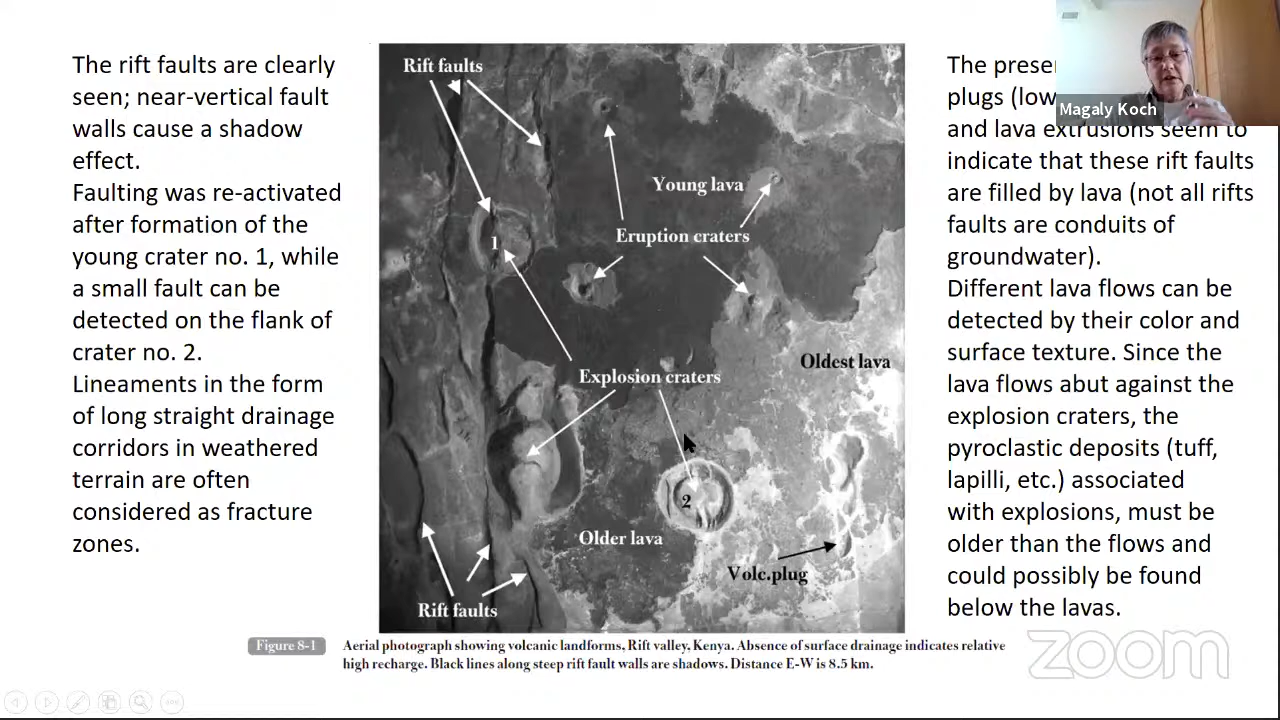 The rift faults are clearly
seen; near-vertical fault
walls cause a shadow
effect.
Faulting was re-activated
after formation of the
young crater no. 1, while
a small fault can be
detected on the flank of
crater no. 2.
Lineaments in the form
of long straight drainage
corridors in weathered
terrain are often
considered as fracture
zones.
Rift faults
Young lava
Eruption craters
1
Oldest lava
Explosion craters
2
Older lava
Volc.plug
Rift faults
Figure 8-1
Aerial photograph showing volcanic landforms, Rift valley, Kenya. Absence of surface drainage indicates relative
high recharge. Black lines along steep rift fault walls are shadows. Distance E-W is 8.5 km.
The
plugs
and lava extrusions seem to
indicate that these rift faults
are filled by lava (not all rifts
faults are conduits of
groundwater).
Different lava flows can be
detected by their color and
surface texture. Since the
lava flows abut against the
explosion craters, the
pyroclastic deposits (tuff,
lapilli, etc.) associated
with explosions, must be
older than the flows and
could possibly be found
below the lavas.
Magaly Koch
zoom